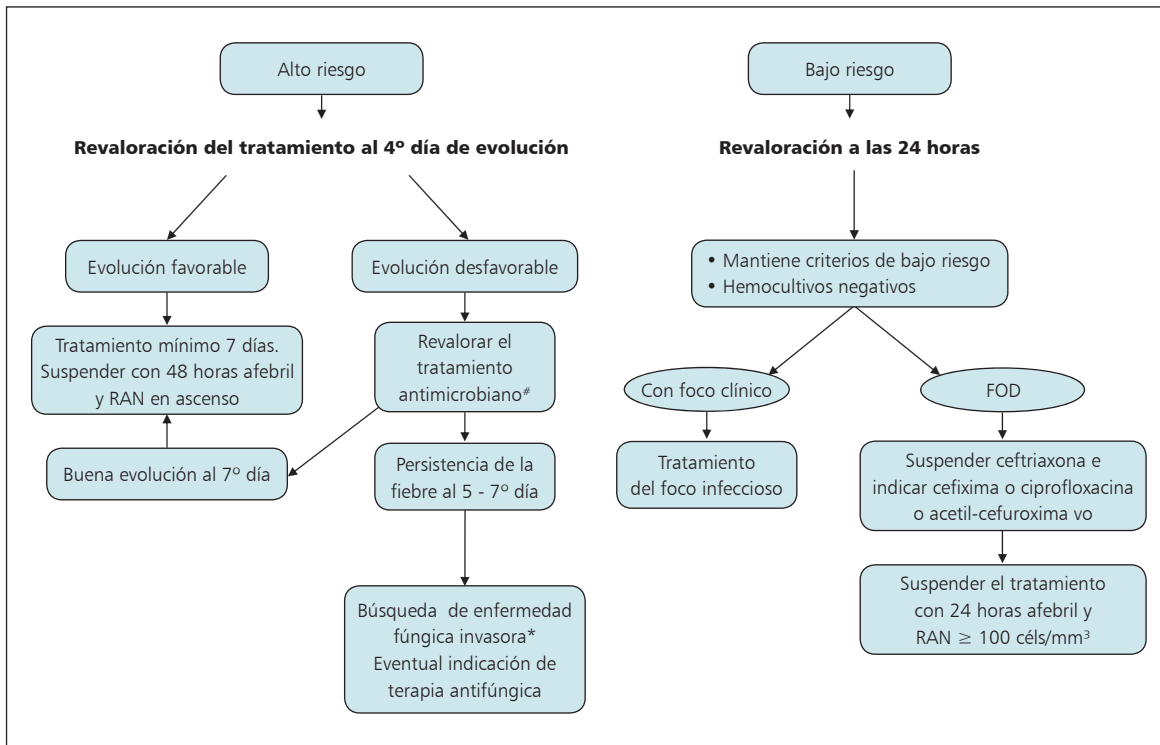 Alto riesgo
Revaloración del tratamiento al 4º día de evolución
Evolución favorable
Evolución desfavorable
Tratamiento mínimo 7 días.
Suspender con 48 horas afebril
y RAN en ascenso
Revalorar el
tratamiento
antimicrobiano#
Buena evolución al 7º día
Persistencia de la
fiebre al 5 - 7º día
Búsqueda de enfermedad
fúngica invasora*
Eventual indicación de
terapia antifúngica
Bajo riesgo
Revaloración a las 24 horas
• Mantiene criterios de bajo riesgo
• Hemocultivos negativos
Con foco clínico
FOD
Tratamiento
del foco infeccioso
Suspender ceftriaxona e
indicar cefixima o ciprofloxacina
o acetil-cefuroxima vo
Suspender el tratamiento
con 24 horas afebril y
RAN ≥ 100 céls/mm³